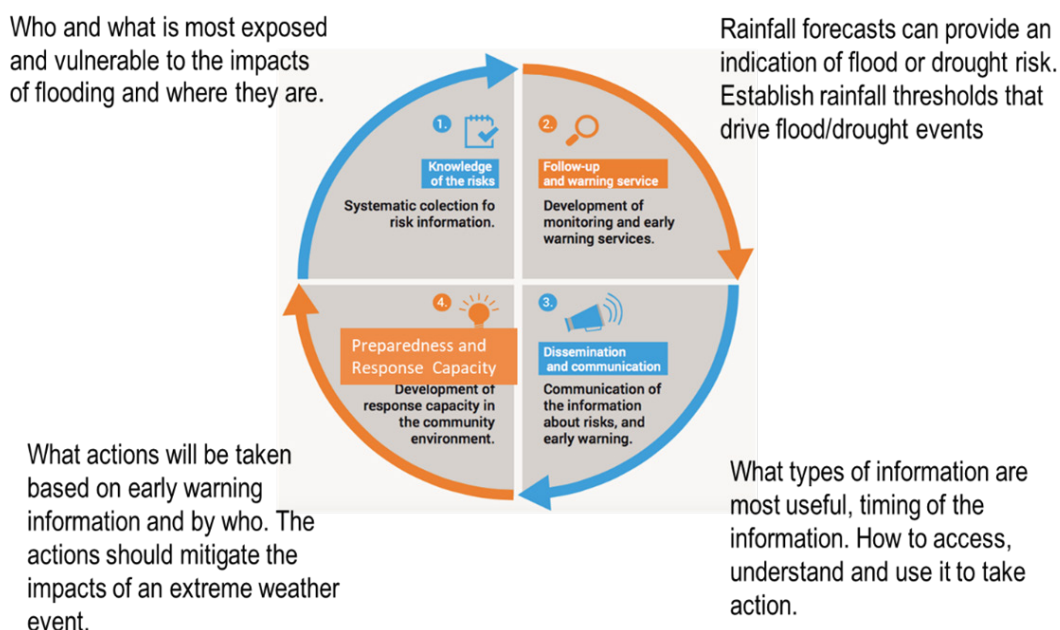 Who and what is most exposed
and vulnerable to the impacts
of flooding and where they are.
Rainfall forecasts can provide an
indication of flood or drought risk.
Establish rainfall thresholds that
drive flood/drought events
1.
Knowledge
of the risks
Systematic colection fo
risk information.
2.
Follow-up
and warning service
Development of
monitoring and early
warning services.
4.
Preparedness and
Response Capacity
Development of
response capacity in
the community
environment.
3.
Dissemination
and communication
Communication of
the information
about risks, and
early warning.
What actions will be taken
based on early warning
information and by who. The
actions should mitigate the
impacts of an extreme weather
event.
What types of information are
most useful, timing of the
information. How to access,
understand and use it to take
action.